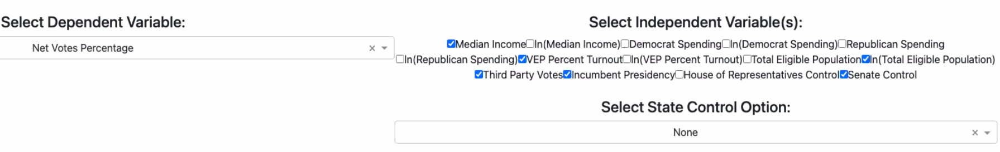 Select Dependent Variable:
Net Votes Percentage
Select Independent Variable(s):
Median Income ln(Median Income) Democrat Spending ln(Democrat Spending) Republican Spending
ln(Republican Spending) VEP Percent Turnout ln(VEP Percent Turnout) Total Eligible Population ln(Total Eligible Population)
Third Party Votes Incumbent Presidency House of Representatives Control Senate Control
Select State Control Option:
None